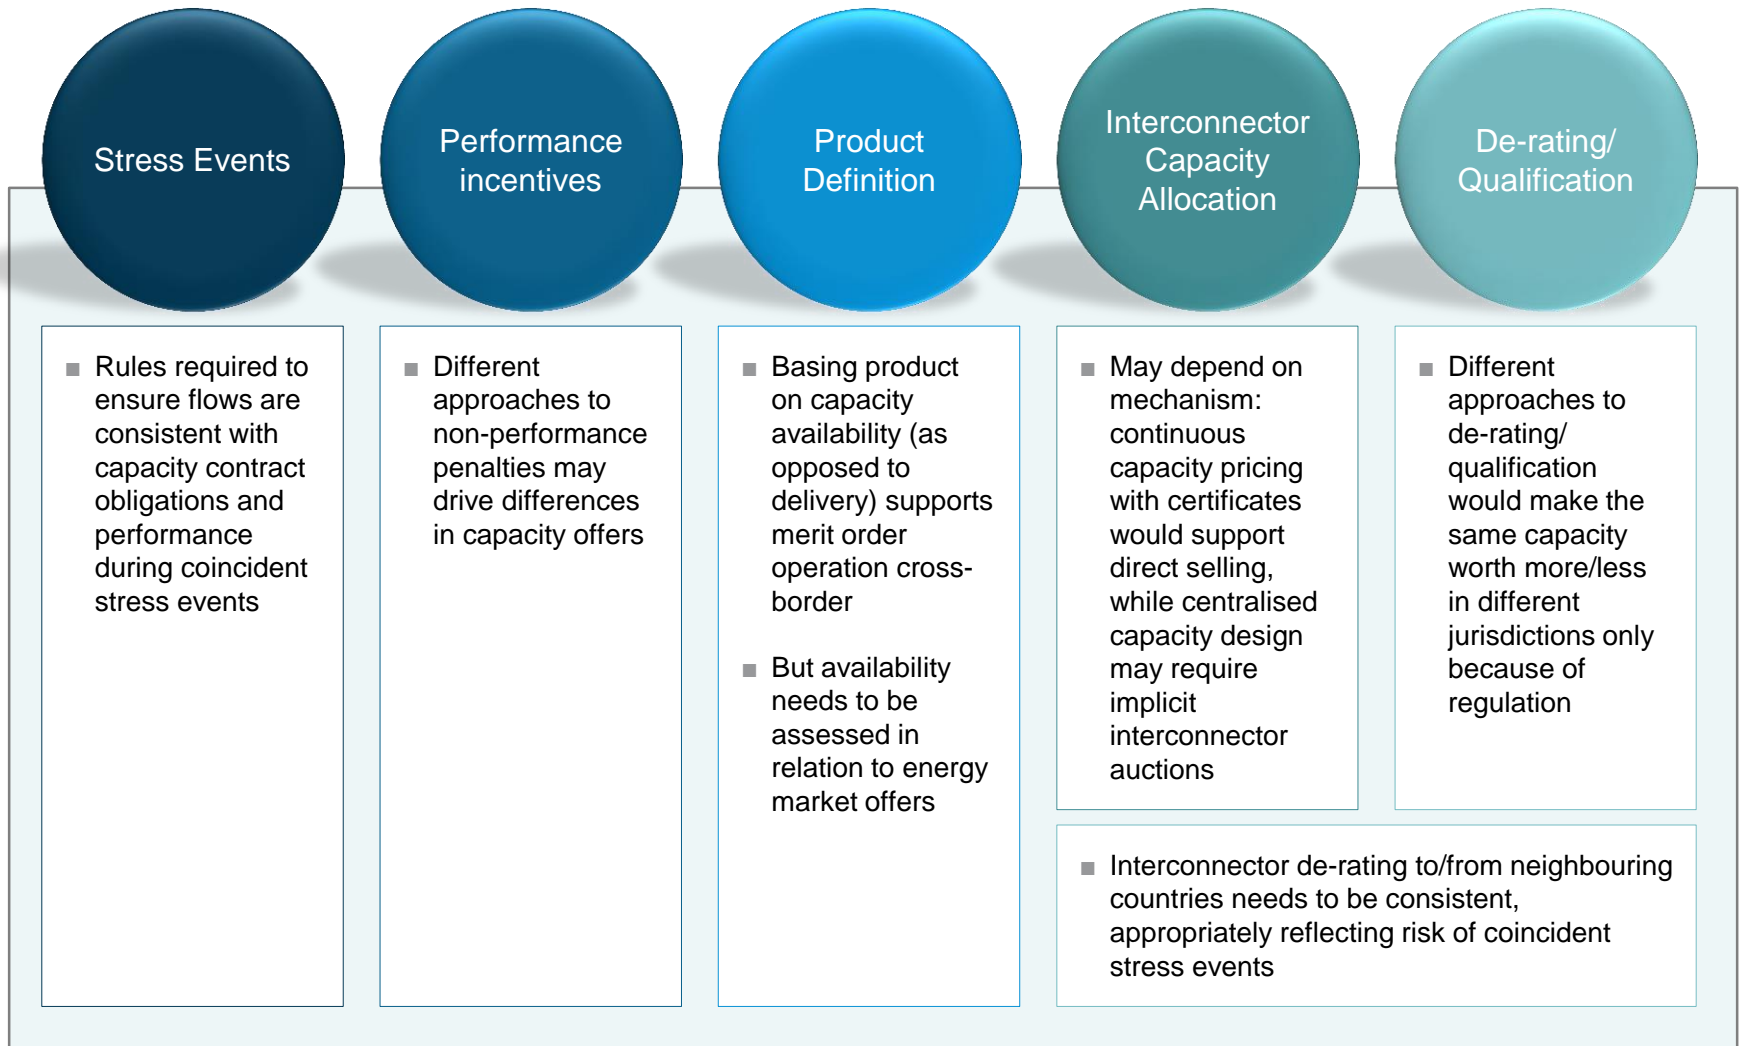 Stress Events
Performance
incentives
Product
Definition
Interconnector
Capacity
Allocation
De-rating/
Qualification
■ Rules required to
ensure flows are
consistent with
capacity contract
obligations and
performance
during coincident
stress events
■ Different
approaches to
non-performance
penalties may
drive differences
in capacity offers
■ Basing product
on capacity
availability (as
opposed to
delivery) supports
merit order
operation cross-
border
■ But availability
needs to be
assessed in
relation to energy
market offers
■ May depend on
mechanism:
continuous
capacity pricing
with certificates
would support
direct selling,
while centralised
capacity design
may require
implicit
interconnector
auctions
■ Different
approaches to
de-rating/
qualification
would make the
same capacity
worth more/less
in different
jurisdictions only
because of
regulation
■ Interconnector de-rating to/from neighbouring
countries needs to be consistent,
appropriately reflecting risk of coincident
stress events